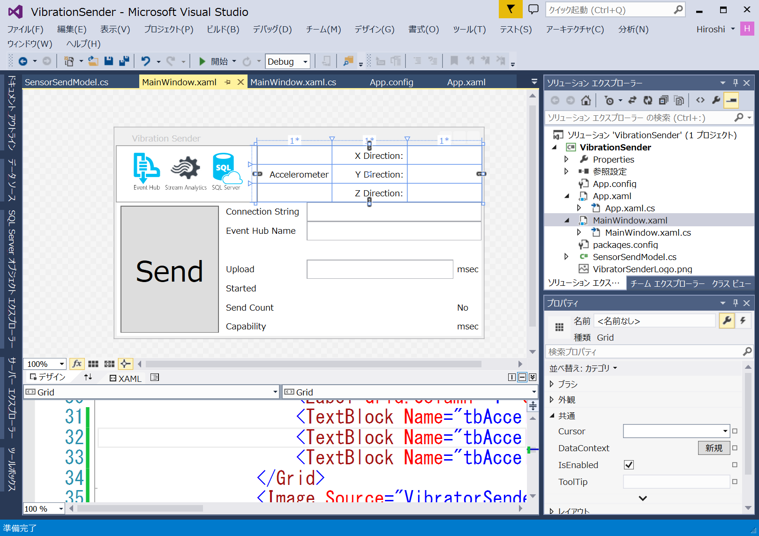 VibrationSender - Microsoft Visual Studio
クイック起動 (Ctrl+Q)
ファイル(F) 編集(E) 表示(V) プロジェクト(P) ビルド(B) デバッグ(D) チーム(M) デザイン(G) 書式(O) ツール(T) テスト(S) アーキテクチャ(C) 分析(N) Hiroshi H
ウィンドウ(W) ヘルプ(H)
開始 Debug
ドキュメント アウトライン
データ ソース
SQL Server オブジェクト エクスプローラー
サーバー エクスプローラー
ツールボックス
SensorSendModel.cs MainWindow.xaml MainWindow.xaml.cs App.config App.xaml
Vibration Sender
1* 1* 1*
Event Hub Stream Analytics SQL Server
SQL
X Direction:
Accelerometer Y Direction:
Z Direction:
Connection String
Event Hub Name
Send
Upload msec
Started
Send Count No
Capability msec
100% fx
デザイン XAML
Grid Grid
31 <TextBlock Name="tbAcce
32 <TextBlock Name="tbAcce
33 <TextBlock Name="tbAcce
34 </Grid>
35 <Image Source="VibratorSende
100 %
準備完了
ソリューション エクスプローラー
ソリューション エクスプローラー の検索 (Ctrl+:)
ソリューション 'VibrationSender' (1 プロジェクト)
VibrationSender
Properties
参照設定
App.config
App.xaml
App.xaml.cs
MainWindow.xaml
MainWindow.xaml.cs
packages.config
SensorSendModel.cs
VibratorSenderLogo.png
ソリューション エクス… チーム エクスプローラー クラス ビュー
プロパティ
名前 <名前なし>
種類 Grid
検索プロパティ
並べ替え: カテゴリ
ブラシ
外観
共通
Cursor
DataContext 新規
IsEnabled
ToolTip
レイアウト